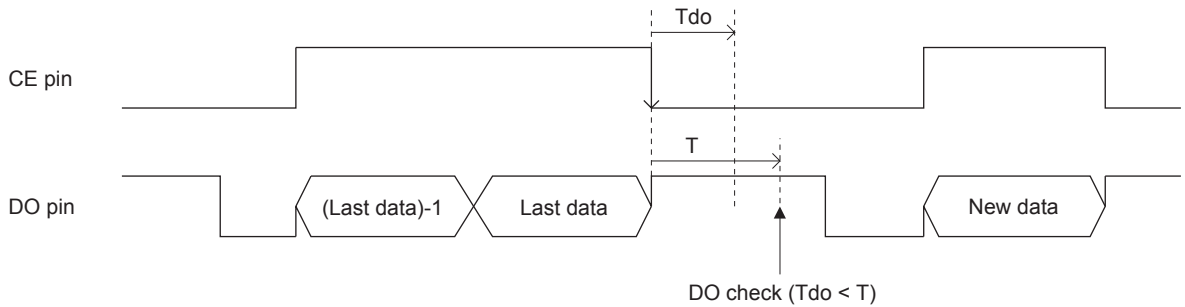 Tdo
CE pin
T
DO pin
(Last data)-1
Last data
New data
DO check (Tdo < T)